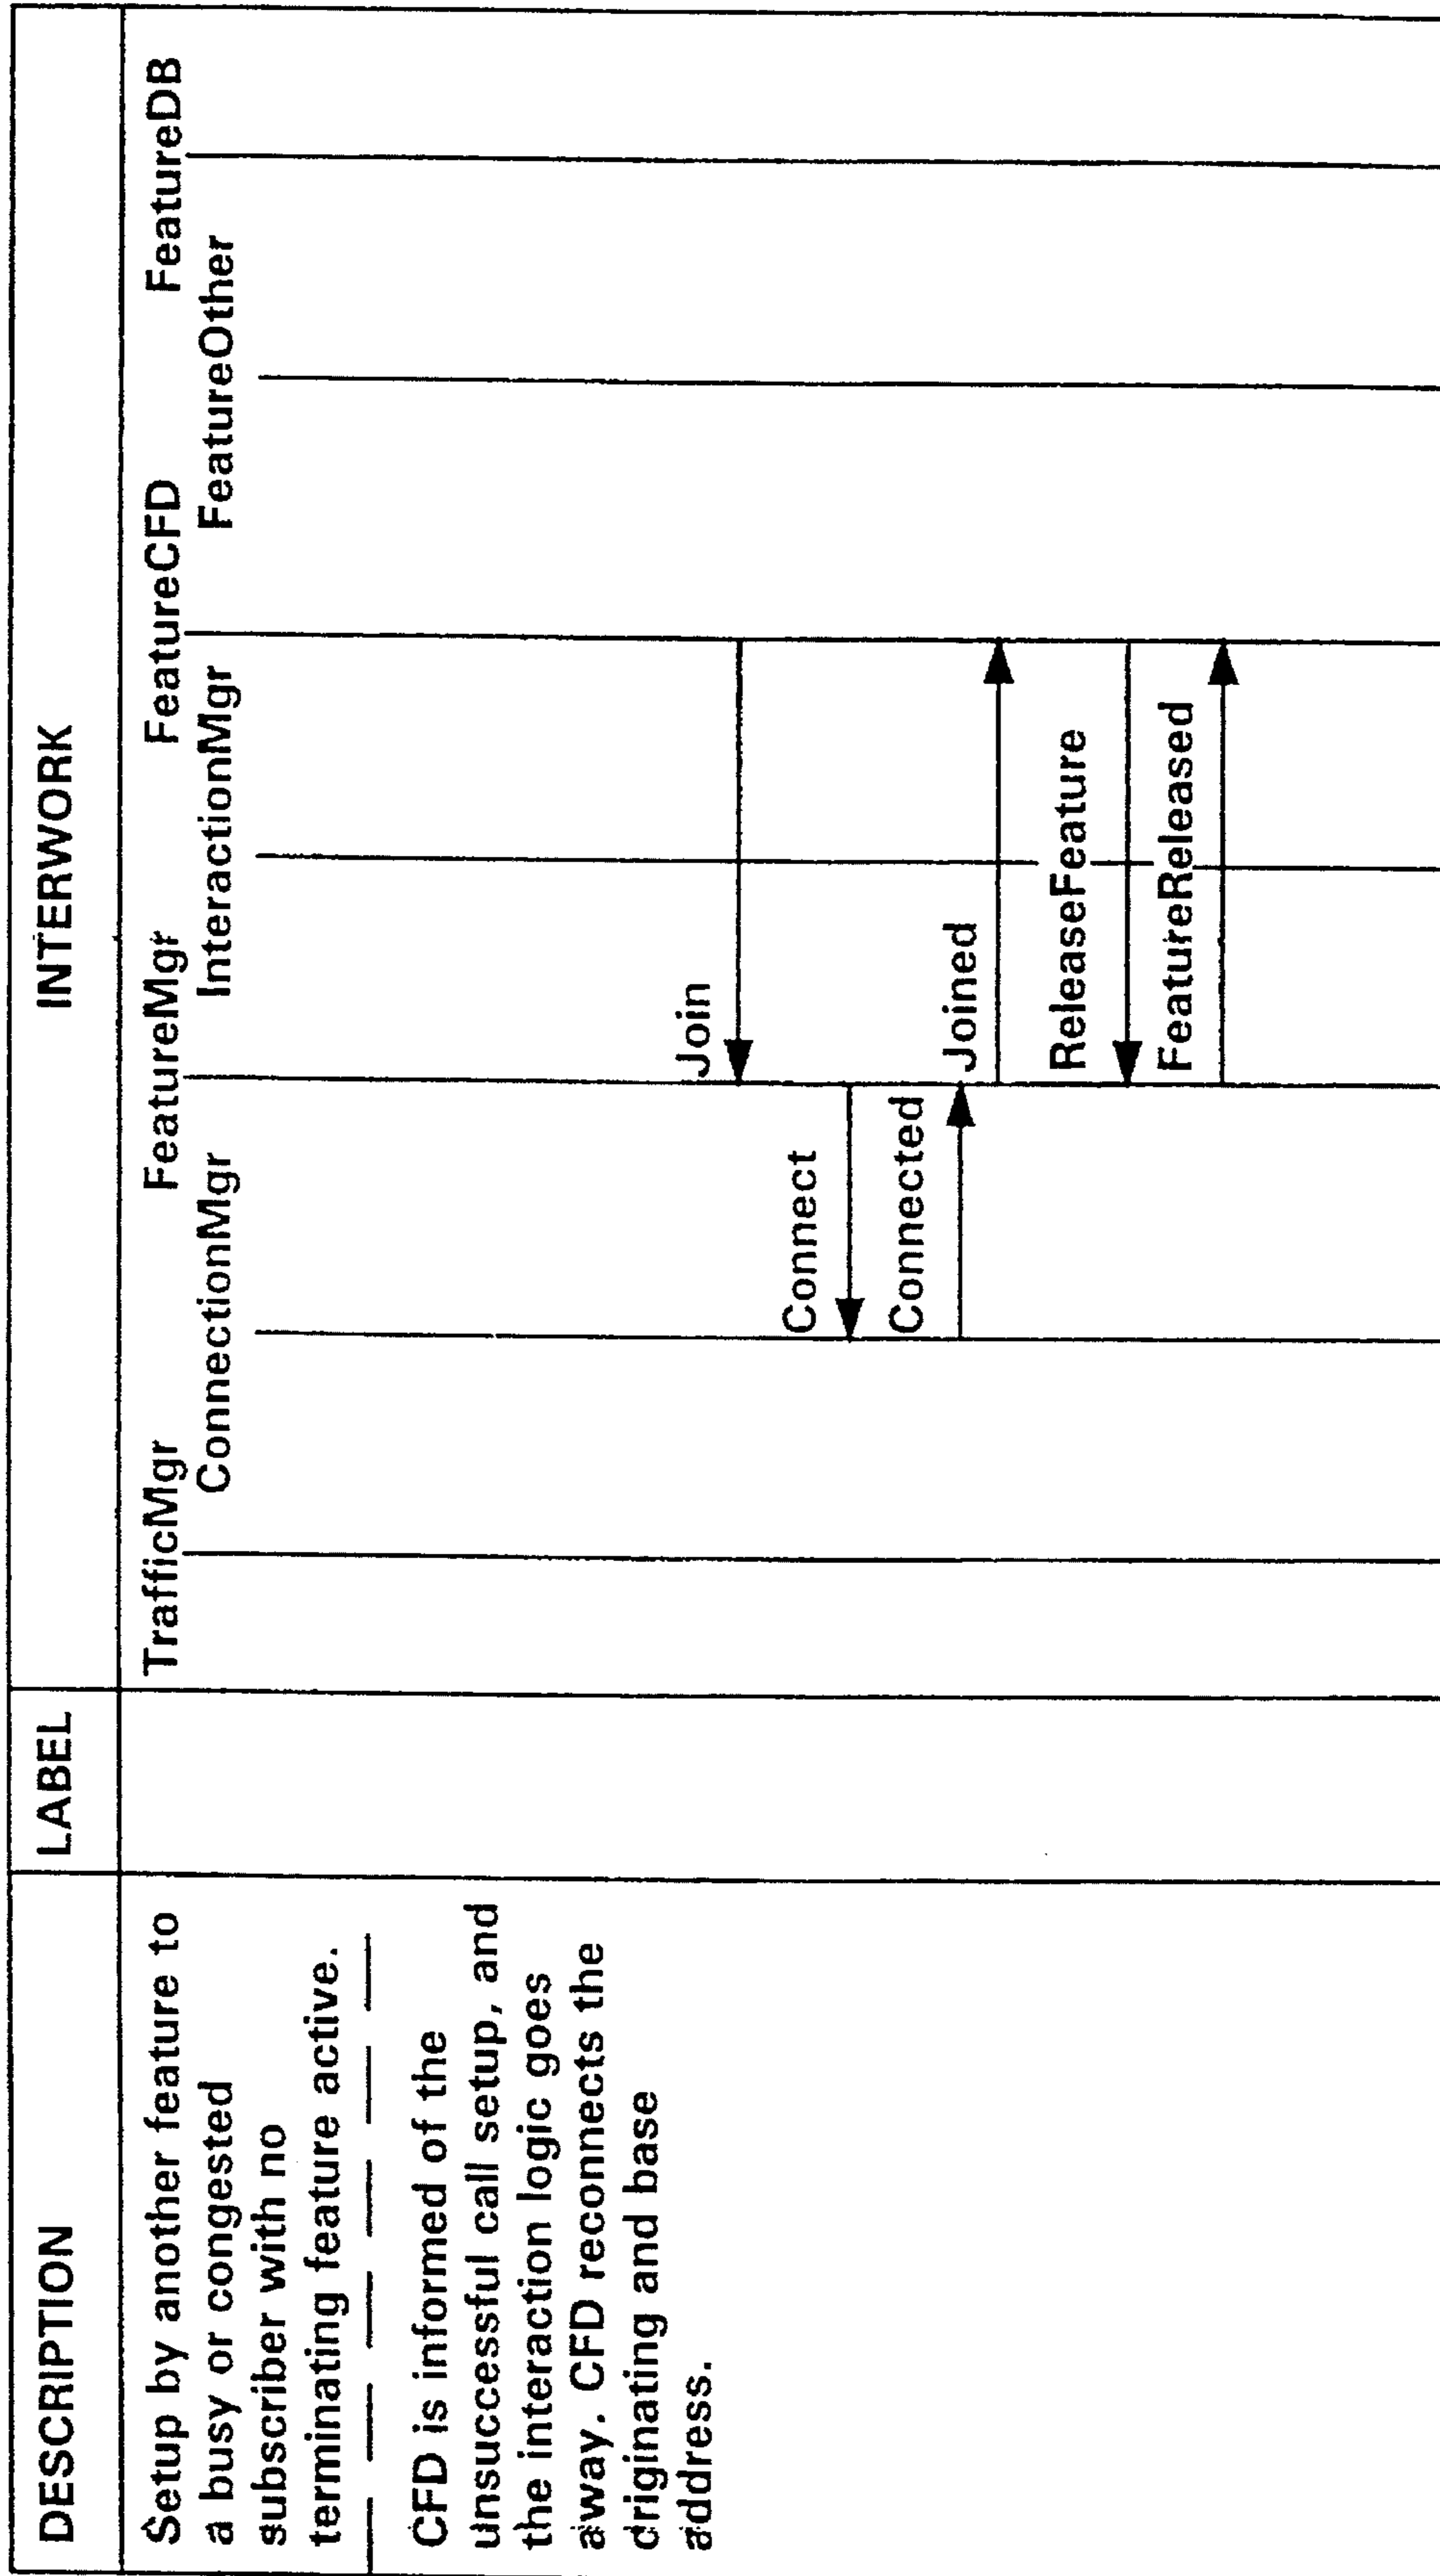 DESCRIPTION
LABEL
INTERWORK
Setup by another feature to
a busy or congested
subscriber with no
terminating feature active.
CFD is informed of the
unsuccessful call setup, and
the interaction logic goes
away. CFD reconnects the
originating and base
address.
TrafficMgr
FeatureMgr
FeatureCFD
FeatureDB
ConnectionMgr
InteractionMgr
FeatureOther
Join
Connect
Connected
Joined
ReleaseFeature
FeatureReleased